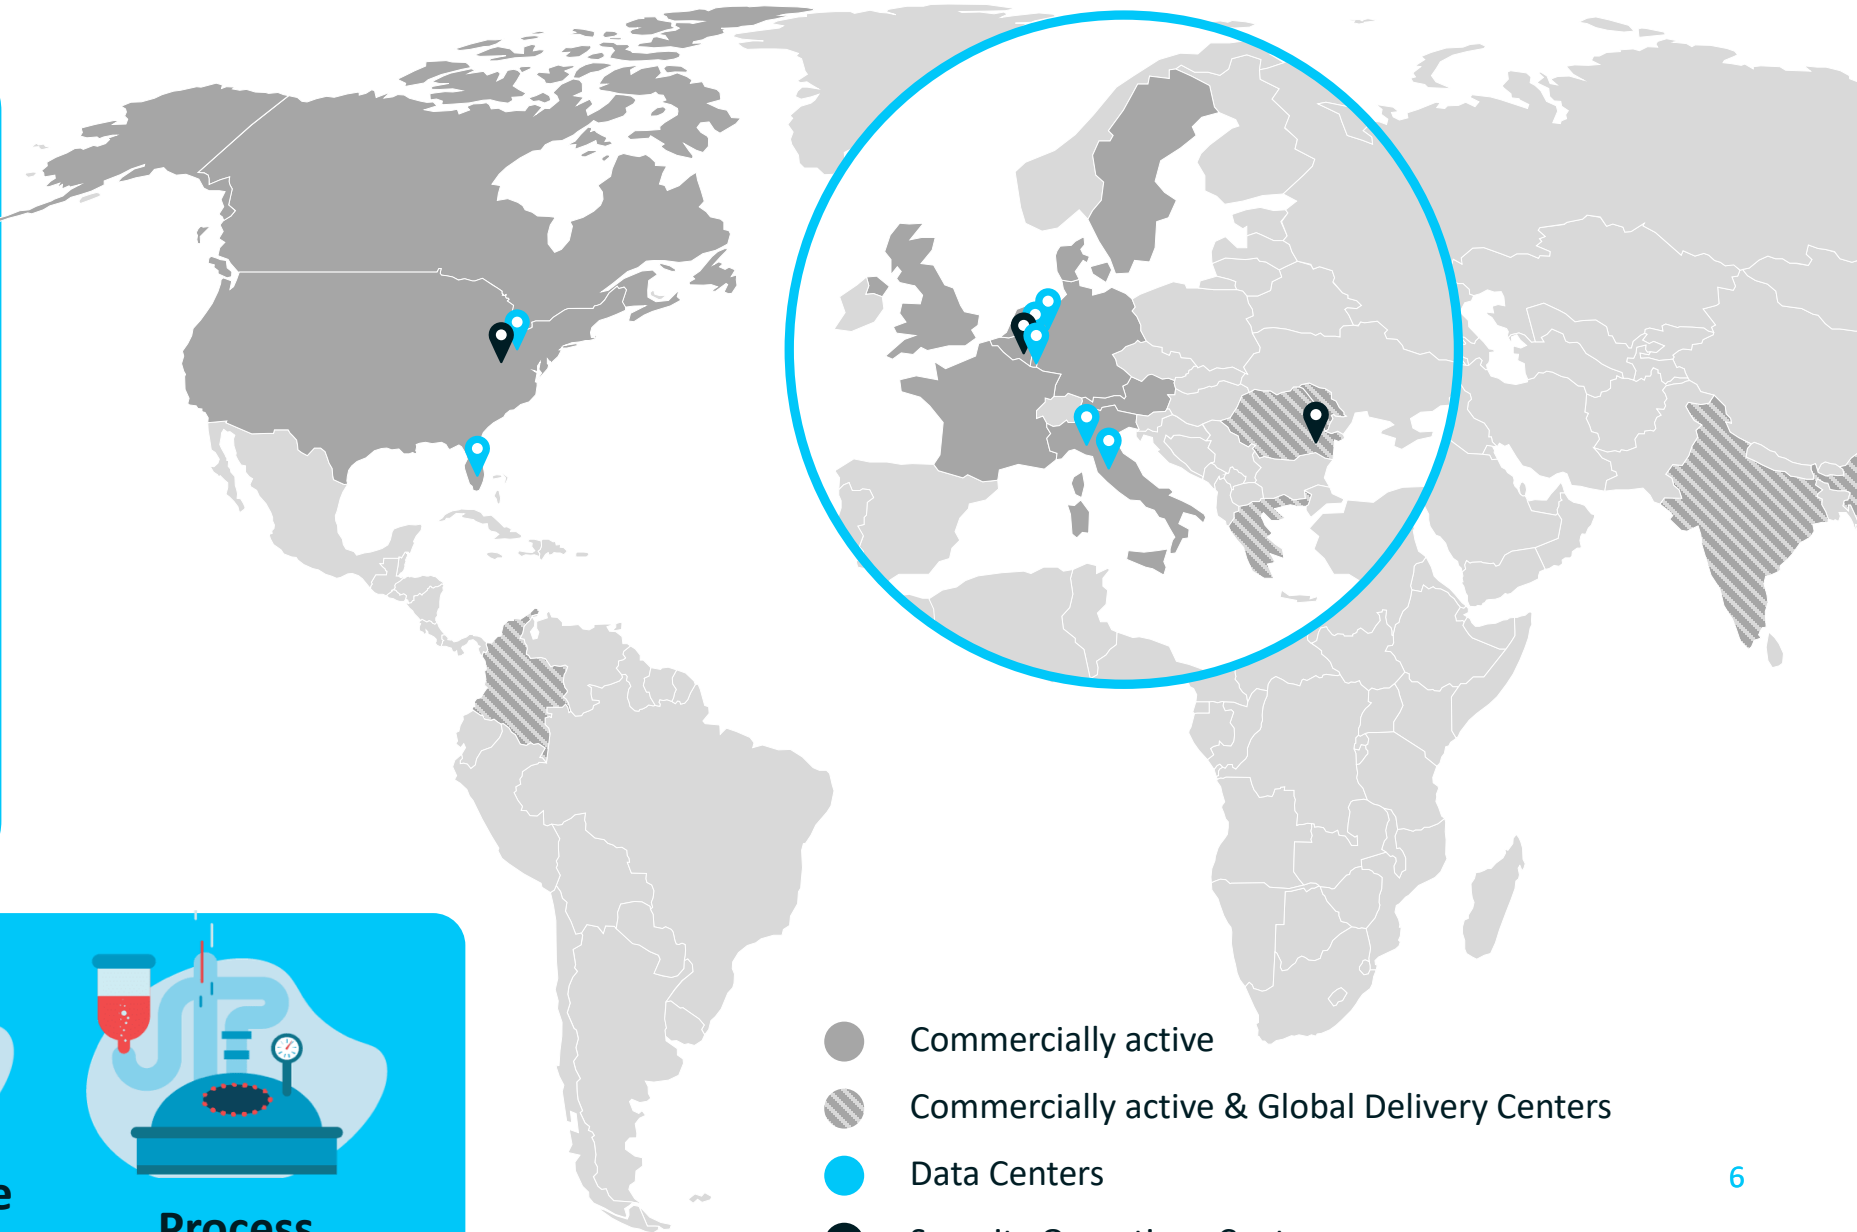 Commercially active
Commercially active & Global Delivery Centers
Data Centers
6
Process